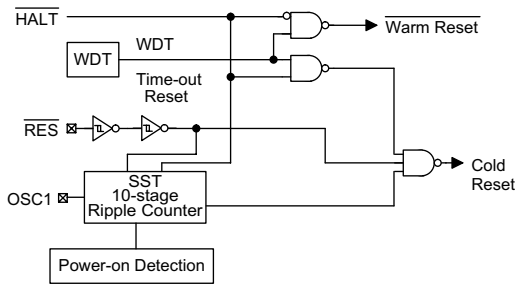 HALT
Warm Reset
WDT
WDT
Time-out
Reset
RES
Cold
Reset
OSC1
SST
10-stage
Ripple Counter
Power-on Detection